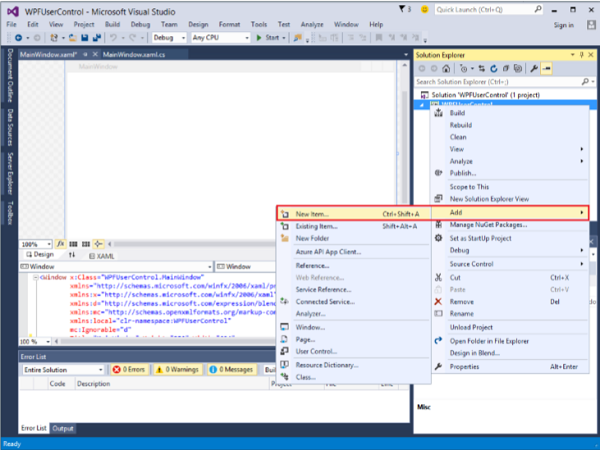 WPFUserControl - Microsoft Visual Studio
3
Quick Launch (Ctrl+Q)
File Edit View Project Build Debug Team Design Format Tools Test Analyze Window Help
Sign in
Debug Any CPU Start
MainWindow.xaml* MainWindow.xaml.cs
Document Outline
Data Sources
Server Explorer
Toolbox
MainWindow
100%
Design XAML
Window Window
<Window x:Class="WPFUserControl.MainWindow"
xmlns="http://schemas.microsoft.com/winfx/2006/xaml/pr
xmlns:x="http://schemas.microsoft.com/winfx/2006/xaml"
xmlns:d="http://schemas.microsoft.com/expression/blend
xmlns:mc="http://schemas.openxmlformats.org/markup-com
xmlns:local="clr-namespace:WPFUserControl"
mc:Ignorable="d"
100 %
Error List
Entire Solution 0 Errors 0 Warnings 0 Messages
Code Description
Error List Output
Ready
Solution Explorer
Search Solution Explorer (Ctrl+;)
Solution 'WPFUserControl' (1 project)
WPFUserControl
Build
Rebuild
Clean
View
Analyze
Publish...
Scope to This
New Solution Explorer View
Add
Manage NuGet Packages...
Set as StartUp Project
Debug
Source Control
Cut Ctrl+X
Paste Ctrl+V
Remove Del
Rename
Unload Project
Open Folder in File Explorer
Design in Blend...
Properties Alt+Enter
New Item... Ctrl+Shift+A
Existing Item... Shift+Alt+A
New Folder
Azure API App Client...
Reference...
Web Reference...
Service Reference...
Connected Service...
Analyzer...
Window...
Page...
User Control...
Resource Dictionary...
Class...
Misc